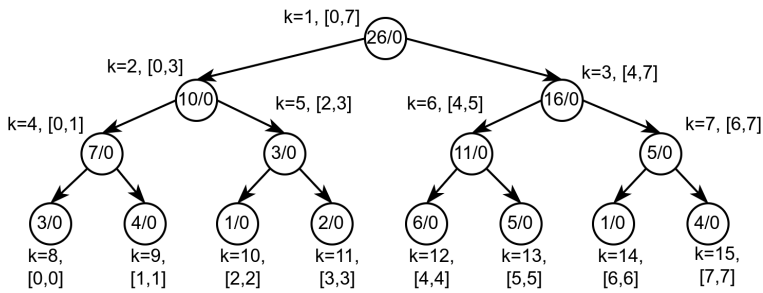 k=1, [0,7]
26/0
k=2, [0,3]
k=3, [4,7]
10/0
16/0
k=4, [0,1]
k=5, [2,3]
k=6, [4,5]
k=7, [6,7]
7/0
3/0
11/0
5/0
3/0
4/0
1/0
2/0
6/0
5/0
1/0
4/0
k=8,
[0,0]
k=9,
[1,1]
k=10,
[2,2]
k=11,
[3,3]
k=12,
[4,4]
k=13,
[5,5]
k=14,
[6,6]
k=15,
[7,7]